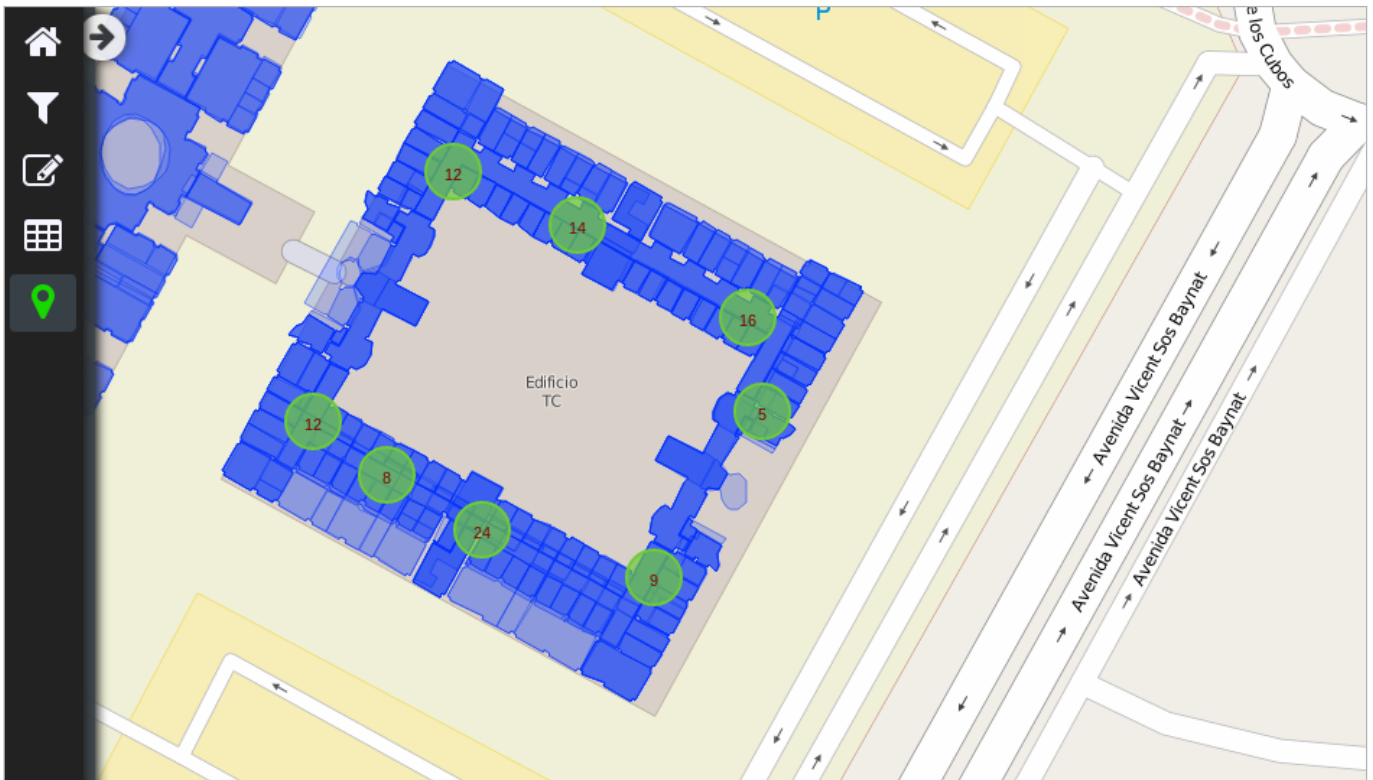 P
e los Cubos
12
14
16
Avenida Vicent Sos Baynat
Edificio
TC
5
Avenida Vicent Sos Baynat
Avenida Vicent Sos Baynat
12
8
24
9